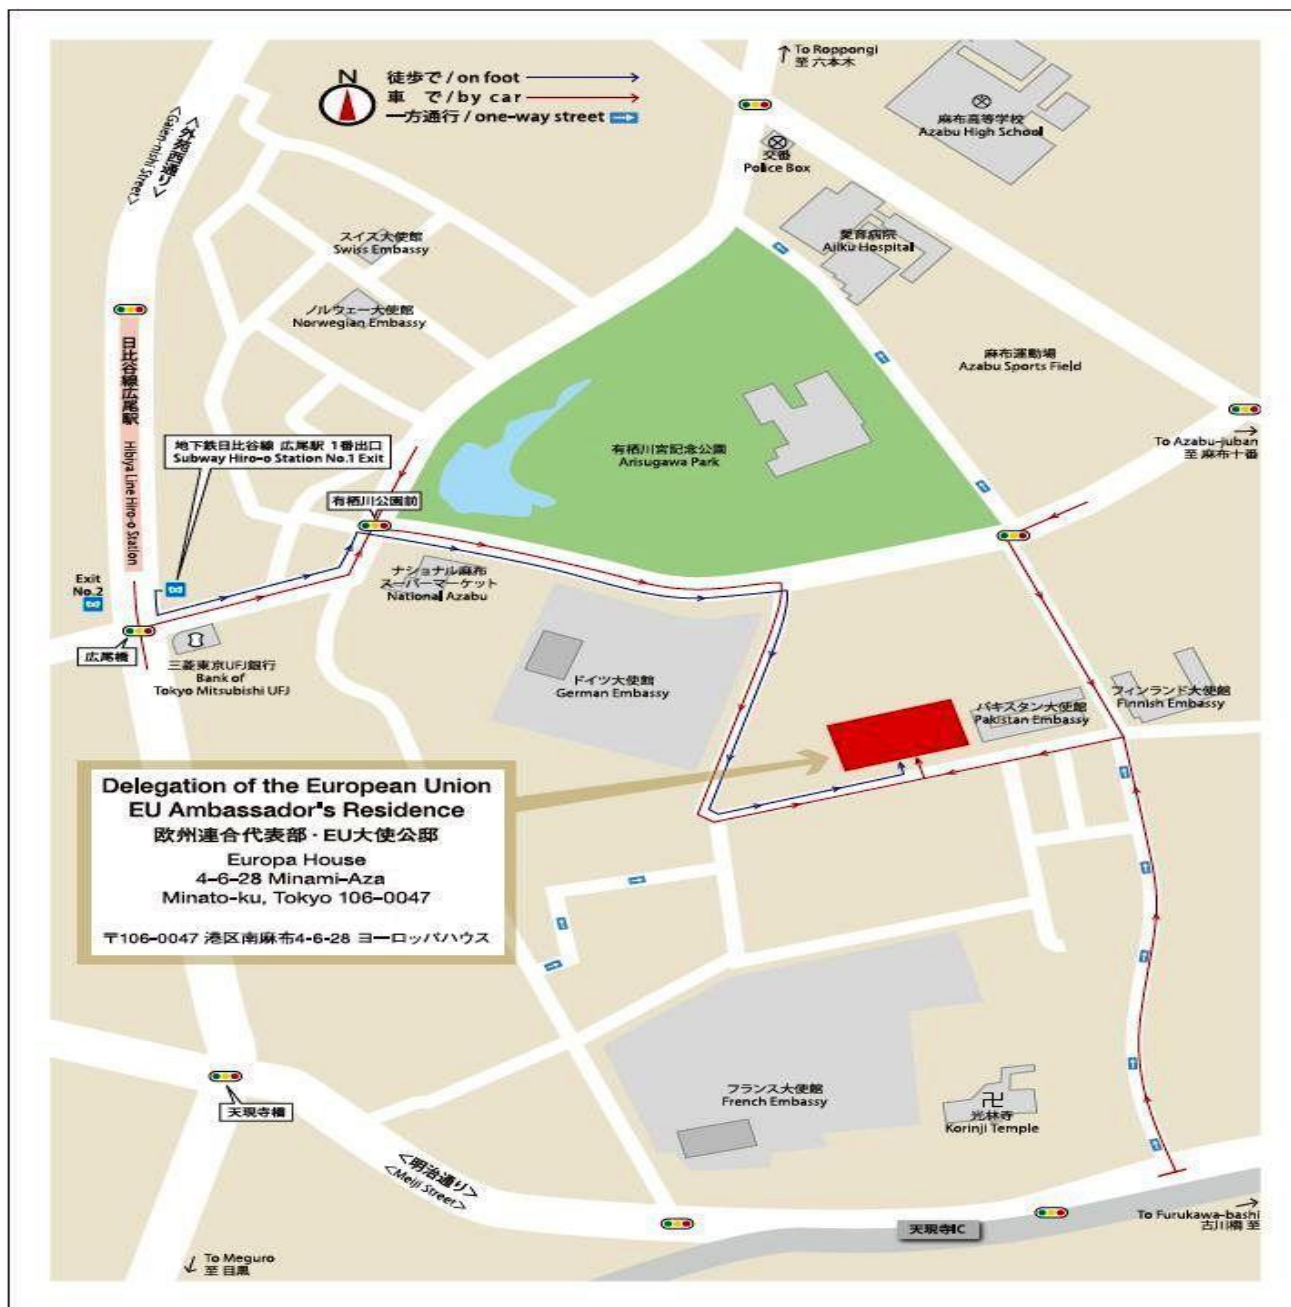 N
徒歩で / on foot
車 で / by car
一方通行 / one-way street
To Roppongi
至 六本木
麻布高等学校
Azabu High School
交番
Police Box
<外苑西通り>
<Gaien-nishi Street>
スイス大使館
Swiss Embassy
愛育病院
Aiiku Hospital
ノルウェー大使館
Norwegian Embassy
麻布運動場
Azabu Sports Field
日比谷線広尾駅
Hibiya Line Hiro-o Station
地下鉄日比谷線 広尾駅 1番出口
Subway Hiro-o Station No.1 Exit
有栖川宮記念公園
Arisugawa Park
To Azabu-juban
至 麻布十番
有栖川公園前
Exit
No.2
ナショナル麻布
スーパーマーケット
National Azabu
広尾橋
三菱東京UFJ銀行
Bank of
Tokyo Mitsubishi UFJ
ドイツ大使館
German Embassy
パキスタン大使館
Pakistan Embassy
フィンランド大使館
Finnish Embassy
Delegation of the European Union
EU Ambassador's Residence
欧州連合代表部・EU大使公邸
Europa House
4-6-28 Minami-Aza
Minato-ku, Tokyo 106-0047
〒106-0047 港区南麻布4-6-28 ヨーロッパハウス
天現寺橋
フランス大使館
French Embassy
卍
光林寺
Korinji Temple
<明治通り>
<Meiji Street>
天現寺IC
To Furukawa-bashi
古川橋 至
To Meguro
至 目黒